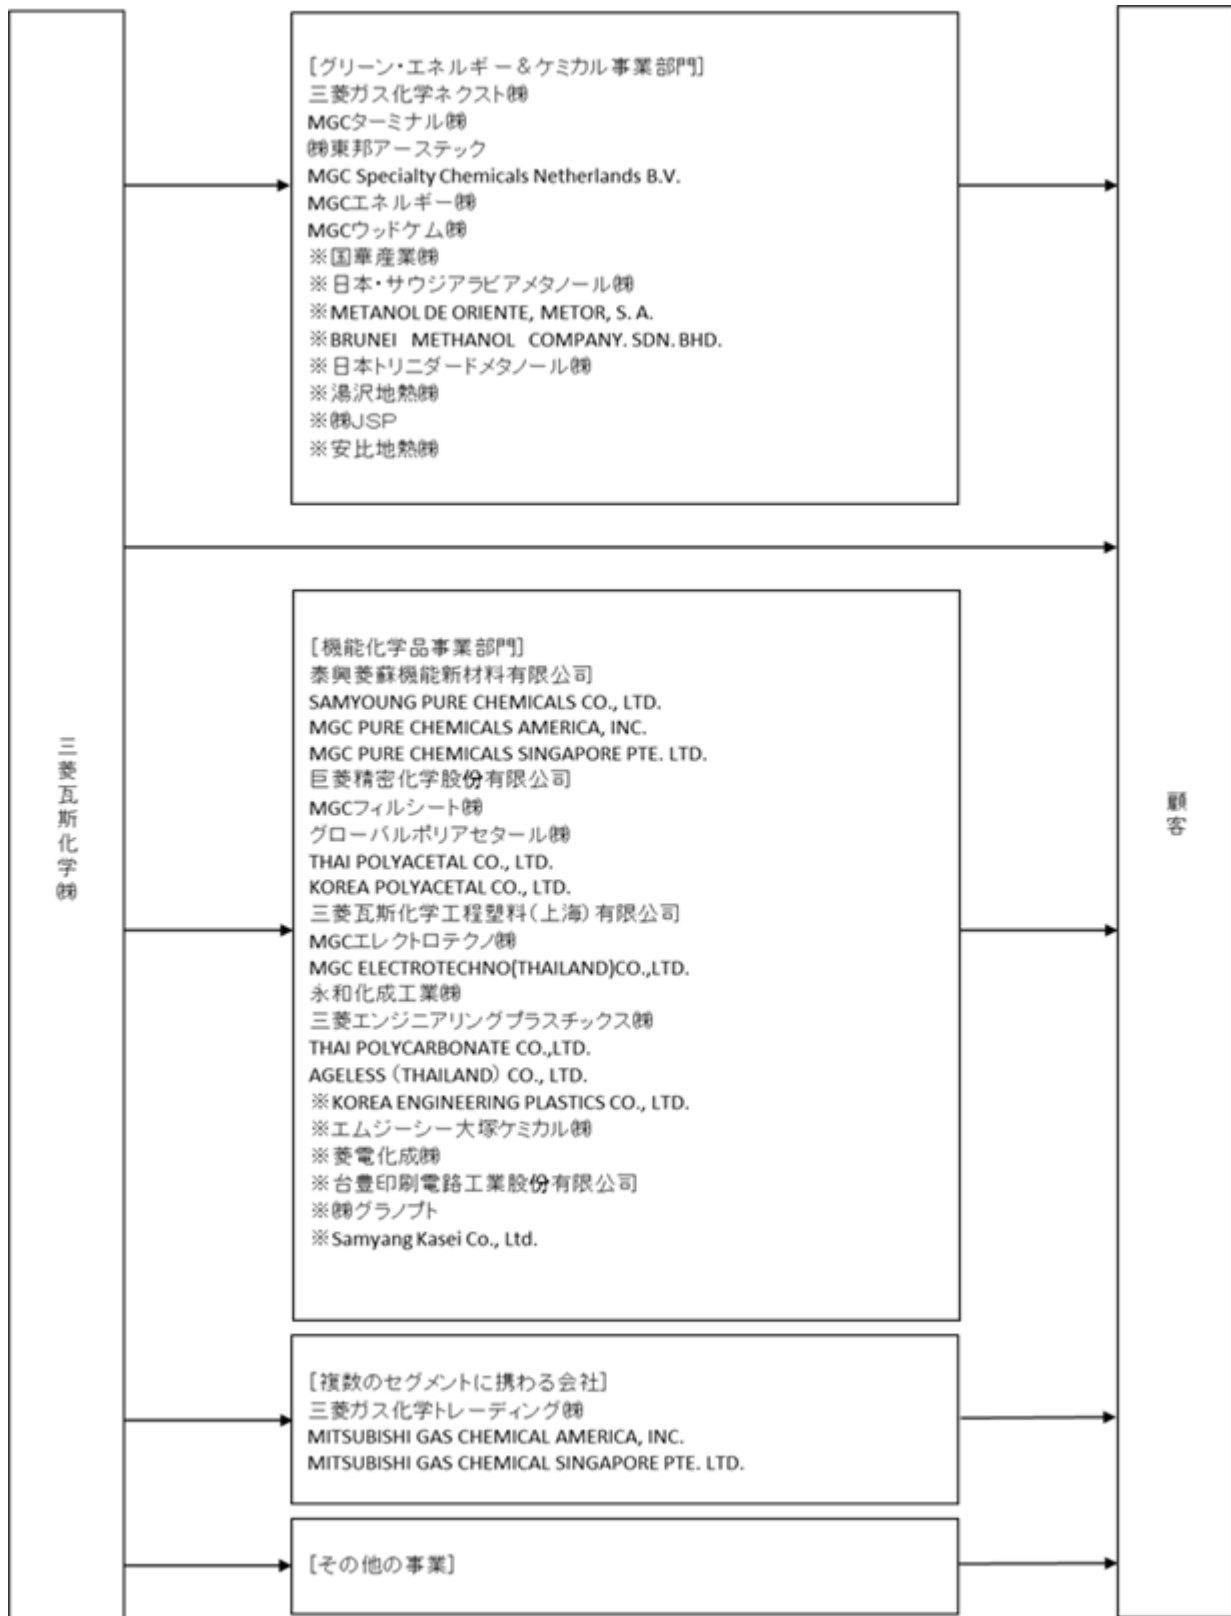 三菱瓦斯化学㈱
[グリーン・エネルギー＆ケミカル事業部門]
三菱ガス化学ネクスト㈱
MGCターミナル㈱
㈱東邦アーステック
MGC Specialty Chemicals Netherlands B.V.
MGCエネルギー㈱
MGCウッドケム㈱
※国華産業㈱
※日本・サウジアラビアメタノール㈱
※METANOL DE ORIENTE, METOR, S. A.
※BRUNEI METHANOL COMPANY. SDN. BHD.
※日本トリニダードメタノール㈱
※湯沢地熱㈱
※㈱JSP
※安比地熱㈱
[機能化学品事業部門]
泰興菱蘇機能新材料有限公司
SAMYOUNG PURE CHEMICALS CO., LTD.
MGC PURE CHEMICALS AMERICA, INC.
MGC PURE CHEMICALS SINGAPORE PTE. LTD.
巨菱精密化学股份有限公司
MGCフィルシート㈱
グローバルポリアセタール㈱
THAI POLYACETAL CO., LTD.
KOREA POLYACETAL CO., LTD.
三菱瓦斯化学工程塑料（上海）有限公司
MGCエレクトロテクノ㈱
MGC ELECTROTECHNO(THAILAND)CO.,LTD.
永和化成工業㈱
三菱エンジニアリングプラスチックス㈱
THAI POLYCARBONATE CO.,LTD.
AGELESS（THAILAND）CO., LTD.
※KOREA ENGINEERING PLASTICS CO., LTD.
※エムジーシー大塚ケミカル㈱
※菱電化成㈱
※台豊印刷電路工業股份有限公司
※㈱グラノプト
※Samyang Kasei Co., Ltd.
[複数のセグメントに携わる会社]
三菱ガス化学トレーディング㈱
MITSUBISHI GAS CHEMICAL AMERICA, INC.
MITSUBISHI GAS CHEMICAL SINGAPORE PTE. LTD.
[その他の事業]
顧客